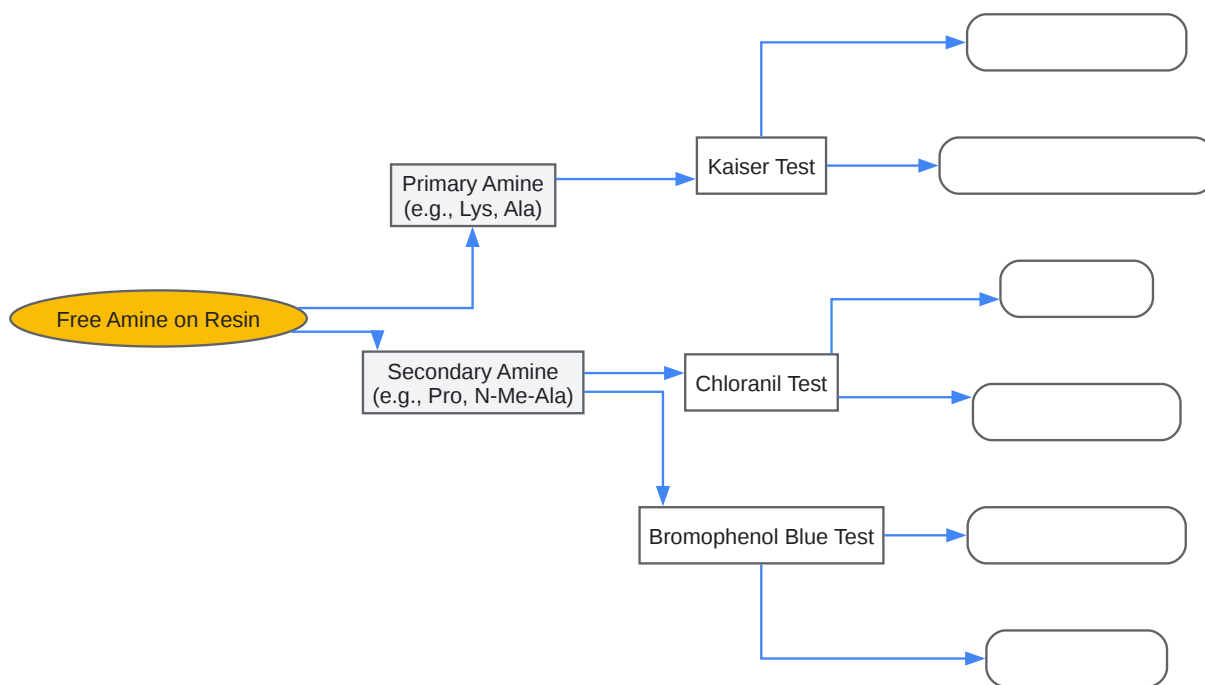 Kaiser Test
Primary Amine
(e.g., Lys, Ala)
Free Amine on Resin
Secondary Amine
(e.g., Pro, N-Me-Ala)
Chloranil Test
Bromophenol Blue Test